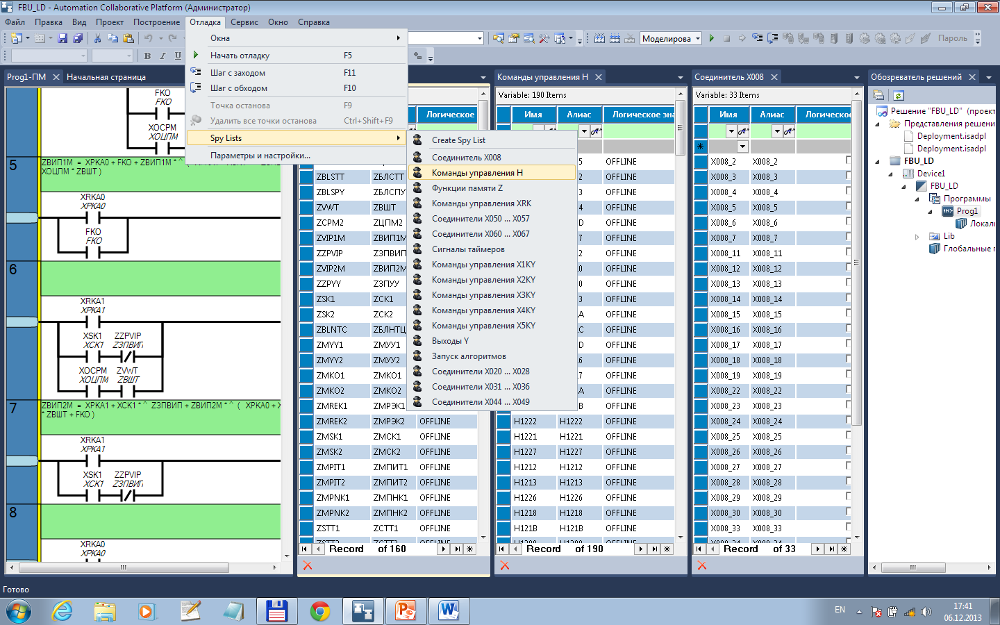 FBU_LD - Automation Collaborative Platform (Администратор)
Файл Правка Вид Проект Построение Отладка Сервис Окно Справка
Моделирова
Пароль
Окна
Начать отладку F5
Шаг с заходом F11
Шаг с обходом F10
Точка останова F9
Удалить все точки останова Ctrl+Shift+F9
Spy Lists
Параметры и настройки...
Create Spy List
Соединитель X008
Команды управления H
Функции памяти Z
Команды управления XRK
Соединители X050 ... X057
Соединители X060 ... X067
Сигналы таймеров
Команды управления X1KY
Команды управления X2KY
Команды управления X3KY
Команды управления X4KY
Команды управления X5KY
Выходы Y
Запуск алгоритмов
Соединители X020 ... X028
Соединители X031 ... X036
Соединители X044 ... X049
Prog1-ПМ Начальная страница
FKO
FKO
XOCPM
ХОЦПМ
5
ZВИП1М = ХРКА0 + FKO + ZВИП1М * ^ (
ХОЦПМ * ZВШТ )
XRKA0
ХРКА0
FKO
FKO
6
XRKA1
ХРКА1
XSK1 ZZPVIP
ХСК1 ZЗПВИП
XOCPM ZVWT
ХОЦПМ ZВШТ
7
ZВИП2М = ХРКА1 + ХСК1 * ^ ZЗПВИП + ZВИП2М * ^ ( ХРКА0 + Х
* ZВШТ + FKO )
XRKA1
ХРКА1
XSK1 ZZPVIP
ХСК1 ZЗПВИП
8
XRKA0
ХРКА0
Логическое
ZBLSTT ZБЛСТТ
ZBLSPY ZБЛСПУ
ZVWT ZВШТ
ZCPM2 ZЦПМ2
ZVIP1M ZВИП1М
ZZPVIP ZЗПВИП
ZVIP2M ZВИП2М
ZZPYY ZЗПУУ
ZSK1 ZСК1
ZSK2 ZСК2
ZBLNTC ZБЛНТЦ
ZMYY1 ZМУУ1
ZMYY2 ZМУУ2
ZMKO1 ZМКО1
ZMKO2 ZМКО2
ZMREK1 ZМРЭК1
ZMREK2 ZМРЭК2 OFFLINE
ZMSK1 ZМСК1 OFFLINE
ZMSK2 ZМСК2 OFFLINE
ZMPIT1 ZМПИТ1 OFFLINE
ZMPIT2 ZМПИТ2 OFFLINE
ZMPNK1 ZМПНК1 OFFLINE
ZMPNK2 ZМПНК2 OFFLINE
ZSTT1 ZСТТ1 OFFLINE
Record of 160
Команды управления H
Variable: 190 Items
Имя Алиас Логическое зна
5 OFFLINE
2 OFFLINE
3 OFFLINE
4 OFFLINE
D OFFLINE
7 OFFLINE
2 OFFLINE
0 OFFLINE
F OFFLINE
3 OFFLINE
A OFFLINE
C OFFLINE
D OFFLINE
6 OFFLINE
7 OFFLINE
A OFFLINE
B OFFLINE
H1222 H1222 OFFLINE
H1221 H1221 OFFLINE
H1227 H1227 OFFLINE
H1212 H1212 OFFLINE
H1213 H1213 OFFLINE
H1226 H1226 OFFLINE
H1218 H1218 OFFLINE
H121B H121B OFFLINE
Record of 190
Соединитель X008
Variable: 33 Items
Имя Алиас Логическо
X008_2 X008_2
X008_3 X008_3
X008_4 X008_4
X008_5 X008_5
X008_6 X008_6
X008_7 X008_7
X008_11 X008_11
X008_12 X008_12
X008_13 X008_13
X008_14 X008_14
X008_15 X008_15
X008_16 X008_16
X008_17 X008_17
X008_18 X008_18
X008_19 X008_19
X008_22 X008_22
X008_23 X008_23
X008_24 X008_24
X008_25 X008_25
X008_26 X008_26
X008_27 X008_27
X008_28 X008_28
X008_29 X008_29
X008_30 X008_30
X008_33 X008_33
Record of 33
Обозреватель решений
Решение "FBU_LD" (проект
Представления решени
Deployment.isadpl
Deployment.isadpl
FBU_LD
Device1
FBU_LD
Программы
Prog1
Локаль
Lib
Глобальные п
Готово
EN
17:41
06.12.2013